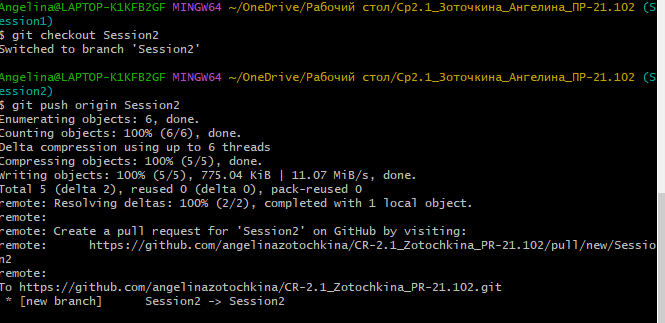 Angelina@LAPTOP-K1KFB2GF MINGW64 ~/OneDrive/Рабочий стол/Ср2.1_Зоточкина_Ангелина_ПР-21.102 (S
ession1)
$ git checkout Session2
Switched to branch 'Session2'
Angelina@LAPTOP-K1KFB2GF MINGW64 ~/OneDrive/Рабочий стол/Ср2.1_Зоточкина_Ангелина_ПР-21.102 (S
ession2)
$ git push origin Session2
Enumerating objects: 6, done.
Counting objects: 100% (6/6), done.
Delta compression using up to 6 threads
Compressing objects: 100% (5/5), done.
Writing objects: 100% (5/5), 775.04 KiB | 11.07 MiB/s, done.
Total 5 (delta 2), reused 0 (delta 0), pack-reused 0
remote: Resolving deltas: 100% (2/2), completed with 1 local object.
remote:
remote: Create a pull request for 'Session2' on GitHub by visiting:
remote:      https://github.com/angelinazotochkina/CR-2.1_Zotochkina_PR-21.102/pull/new/Sessio
n2
remote:
To https://github.com/angelinazotochkina/CR-2.1_Zotochkina_PR-21.102.git
 * [new branch]      Session2 -> Session2